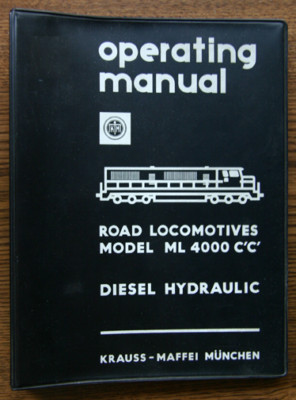 operating
manual
ROAD LOCOMOTIVES
MODEL ML 4000 C'C'
DIESEL HYDRAULIC
KRAUSS-MAFFEI MÜNCHEN